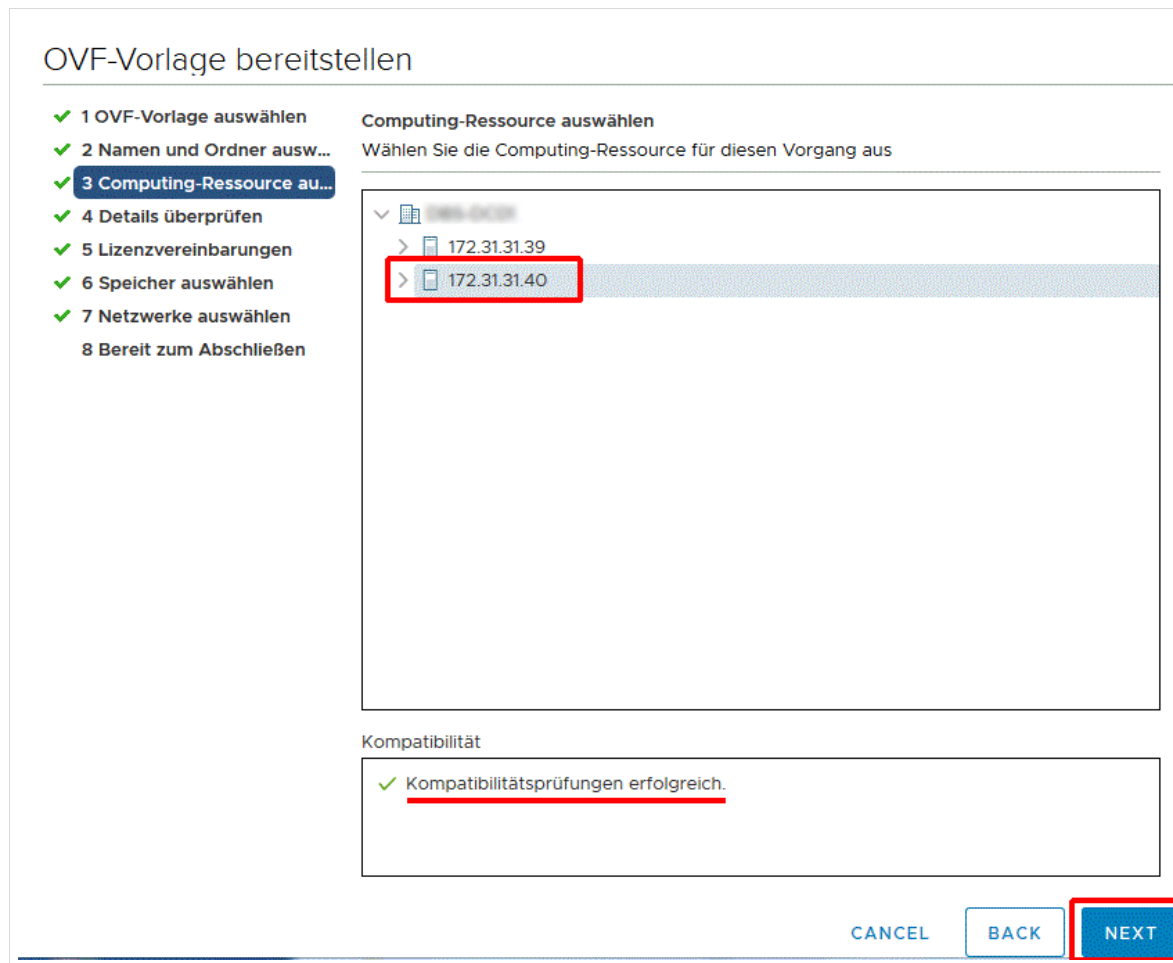 OVF-Vorlage bereitstellen
1 OVF-Vorlage auswählen
2 Namen und Ordner ausw...
3 Computing-Ressource au...
4 Details überprüfen
5 Lizenzvereinbarungen
6 Speicher auswählen
7 Netzwerke auswählen
8 Bereit zum Abschließen
Computing-Ressource auswählen
Wählen Sie die Computing-Ressource für diesen Vorgang aus
172.31.31.39
172.31.31.40
Kompatibilität
Kompatibilitätsprüfungen erfolgreich.
CANCEL
BACK
NEXT